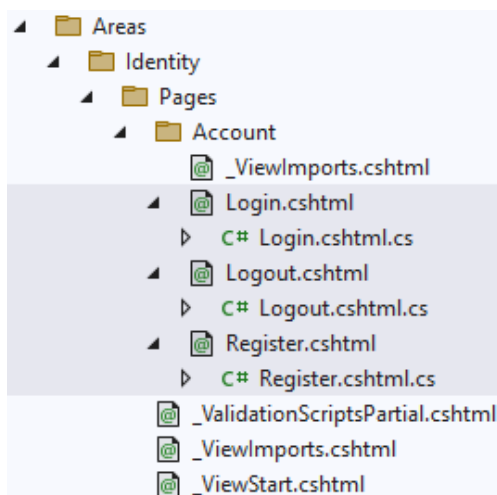 Areas
Identity
Pages
Account
_ViewImports.cshtml
Login.cshtml
C# Login.cshtml.cs
Logout.cshtml
C# Logout.cshtml.cs
Register.cshtml
C# Register.cshtml.cs
_ValidationScriptsPartial.cshtml
_ViewImports.cshtml
_ViewStart.cshtml